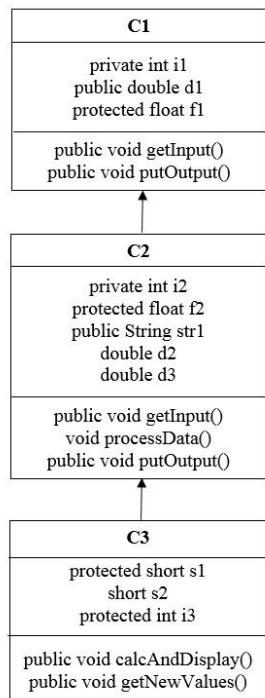 C1
private int i1
public double d1
protected float f1
public void getInput()
public void putOutput()
C2
private int i2
protected float f2
public String str1
double d2
double d3
public void getInput()
void processData()
public void putOutput()
C3
protected short s1
short s2
protected int i3
public void calcAndDisplay()
public void getNewValues()